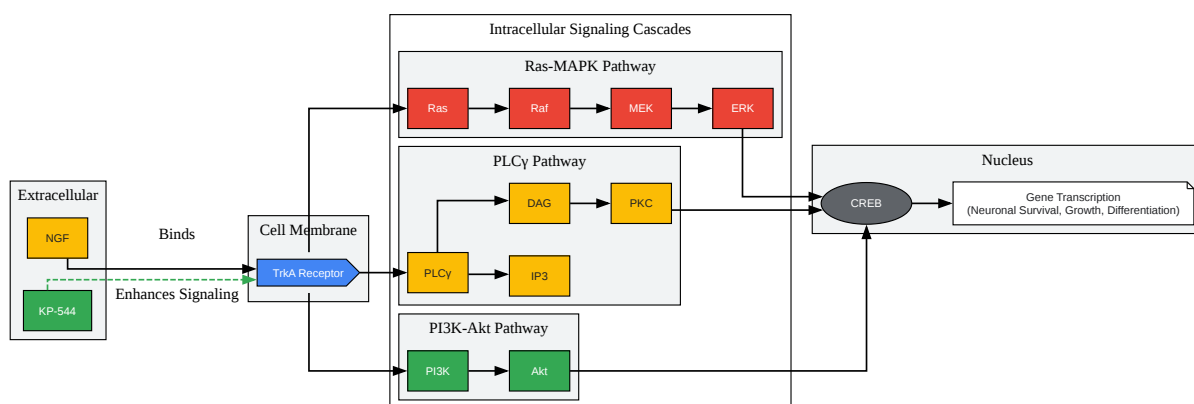 Intracellular Signaling Cascades
Ras-MAPK Pathway
Ras
Raf
MEK
ERK
PLCγ Pathway
DAG
PKC
PLCγ
IP3
PI3K-Akt Pathway
PI3K
Akt
Extracellular
NGF
KP-544
Binds
Enhances Signaling
Cell Membrane
TrkA Receptor
Nucleus
CREB
Gene Transcription
(Neuronal Survival, Growth, Differentiation)